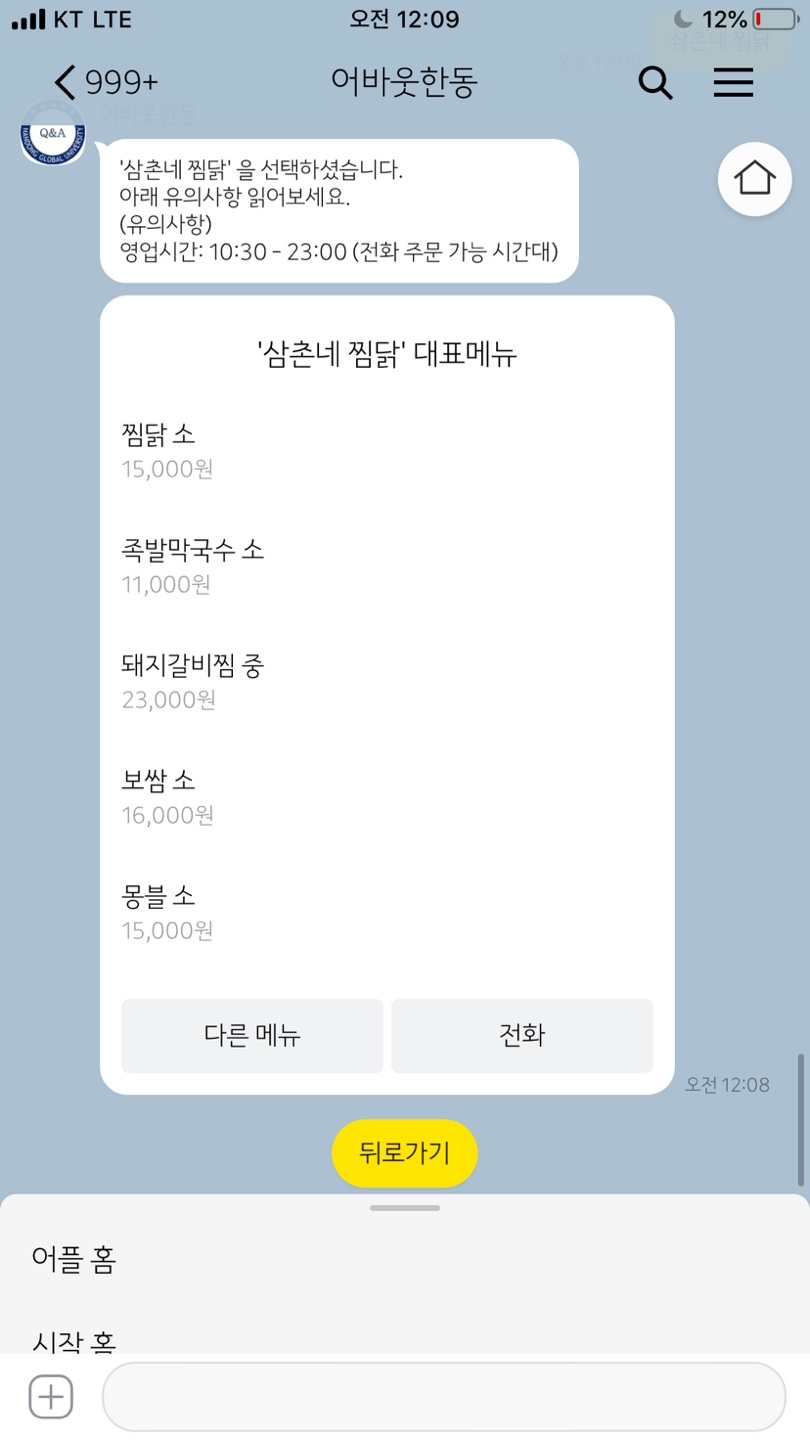 KT LTE 오전 12:09 12%
삼촌네 찜닭
오전 12:08
999+ 어바웃한동
어바웃한동
Q&A
HANDONG GLOBAL UNIVERSITY
'삼촌네 찜닭' 을 선택하셨습니다.
아래 유의사항 읽어보세요.
(유의사항)
영업시간: 10:30 - 23:00 (전화 주문 가능 시간대)
'삼촌네 찜닭' 대표메뉴
찜닭 소
15,000원
족발막국수 소
11,000원
돼지갈비찜 중
23,000원
보쌈 소
16,000원
몽블 소
15,000원
다른 메뉴 전화
오전 12:08
뒤로가기
어플 홈
시작 홈